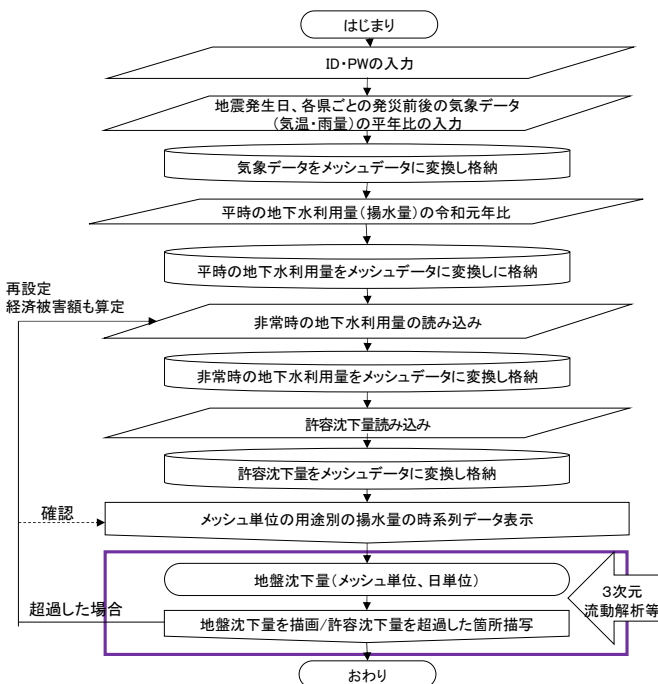 はじまり
ID・PWの入力
地震発生日、各県ごとの発災前後の気象データ
(気温・雨量)の平年比の入力
気象データをメッシュデータに変換し格納
平時の地下水利用量(揚水量)の令和元年比
平時の地下水利用量をメッシュデータに変換しに格納
再設定
経済被害額も算定
非常時の地下水利用量の読み込み
非常時の地下水利用量をメッシュデータに変換し格納
許容沈下量読み込み
許容沈下量をメッシュデータに変換し格納
確認
メッシュ単位の用途別の揚水量の時系列データ表示
地盤沈下量(メッシュ単位、日単位)
3次元
流動解析等
超過した場合
地盤沈下量を描画/許容沈下量を超過した箇所描写
おわり